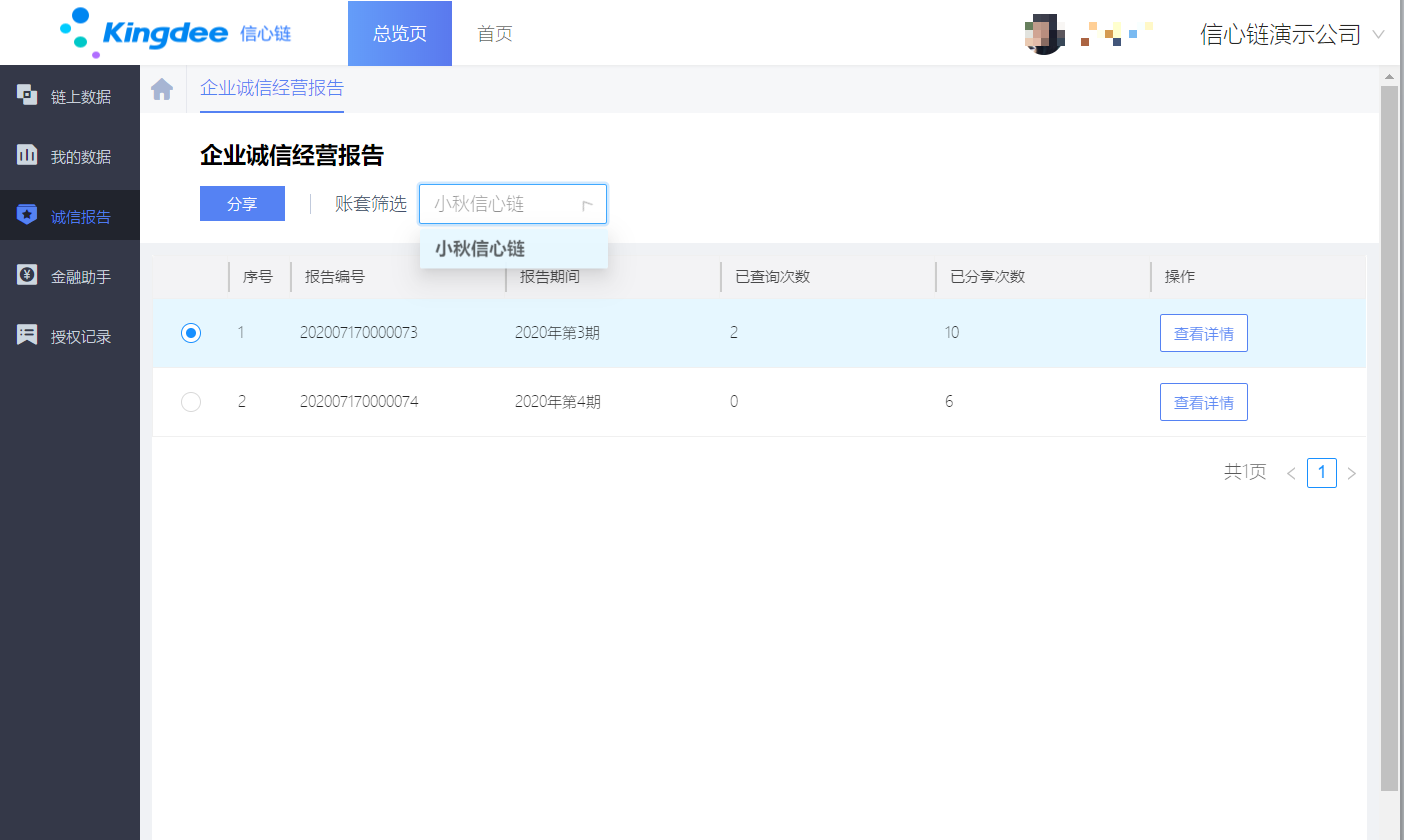 Kingdee 信心链 总览页 首页 信心链演示公司
链上数据
我的数据
诚信报告
金融助手
授权记录
企业诚信经营报告
企业诚信经营报告
分享 账套筛选 小秋信心链
小秋信心链
序号 报告编号 报告期间 已查询次数 已分享次数 操作
1 202007170000073 2020年第3期 2 10 查看详情
2 202007170000074 2020年第4期 0 6 查看详情
共1页 < 1 >